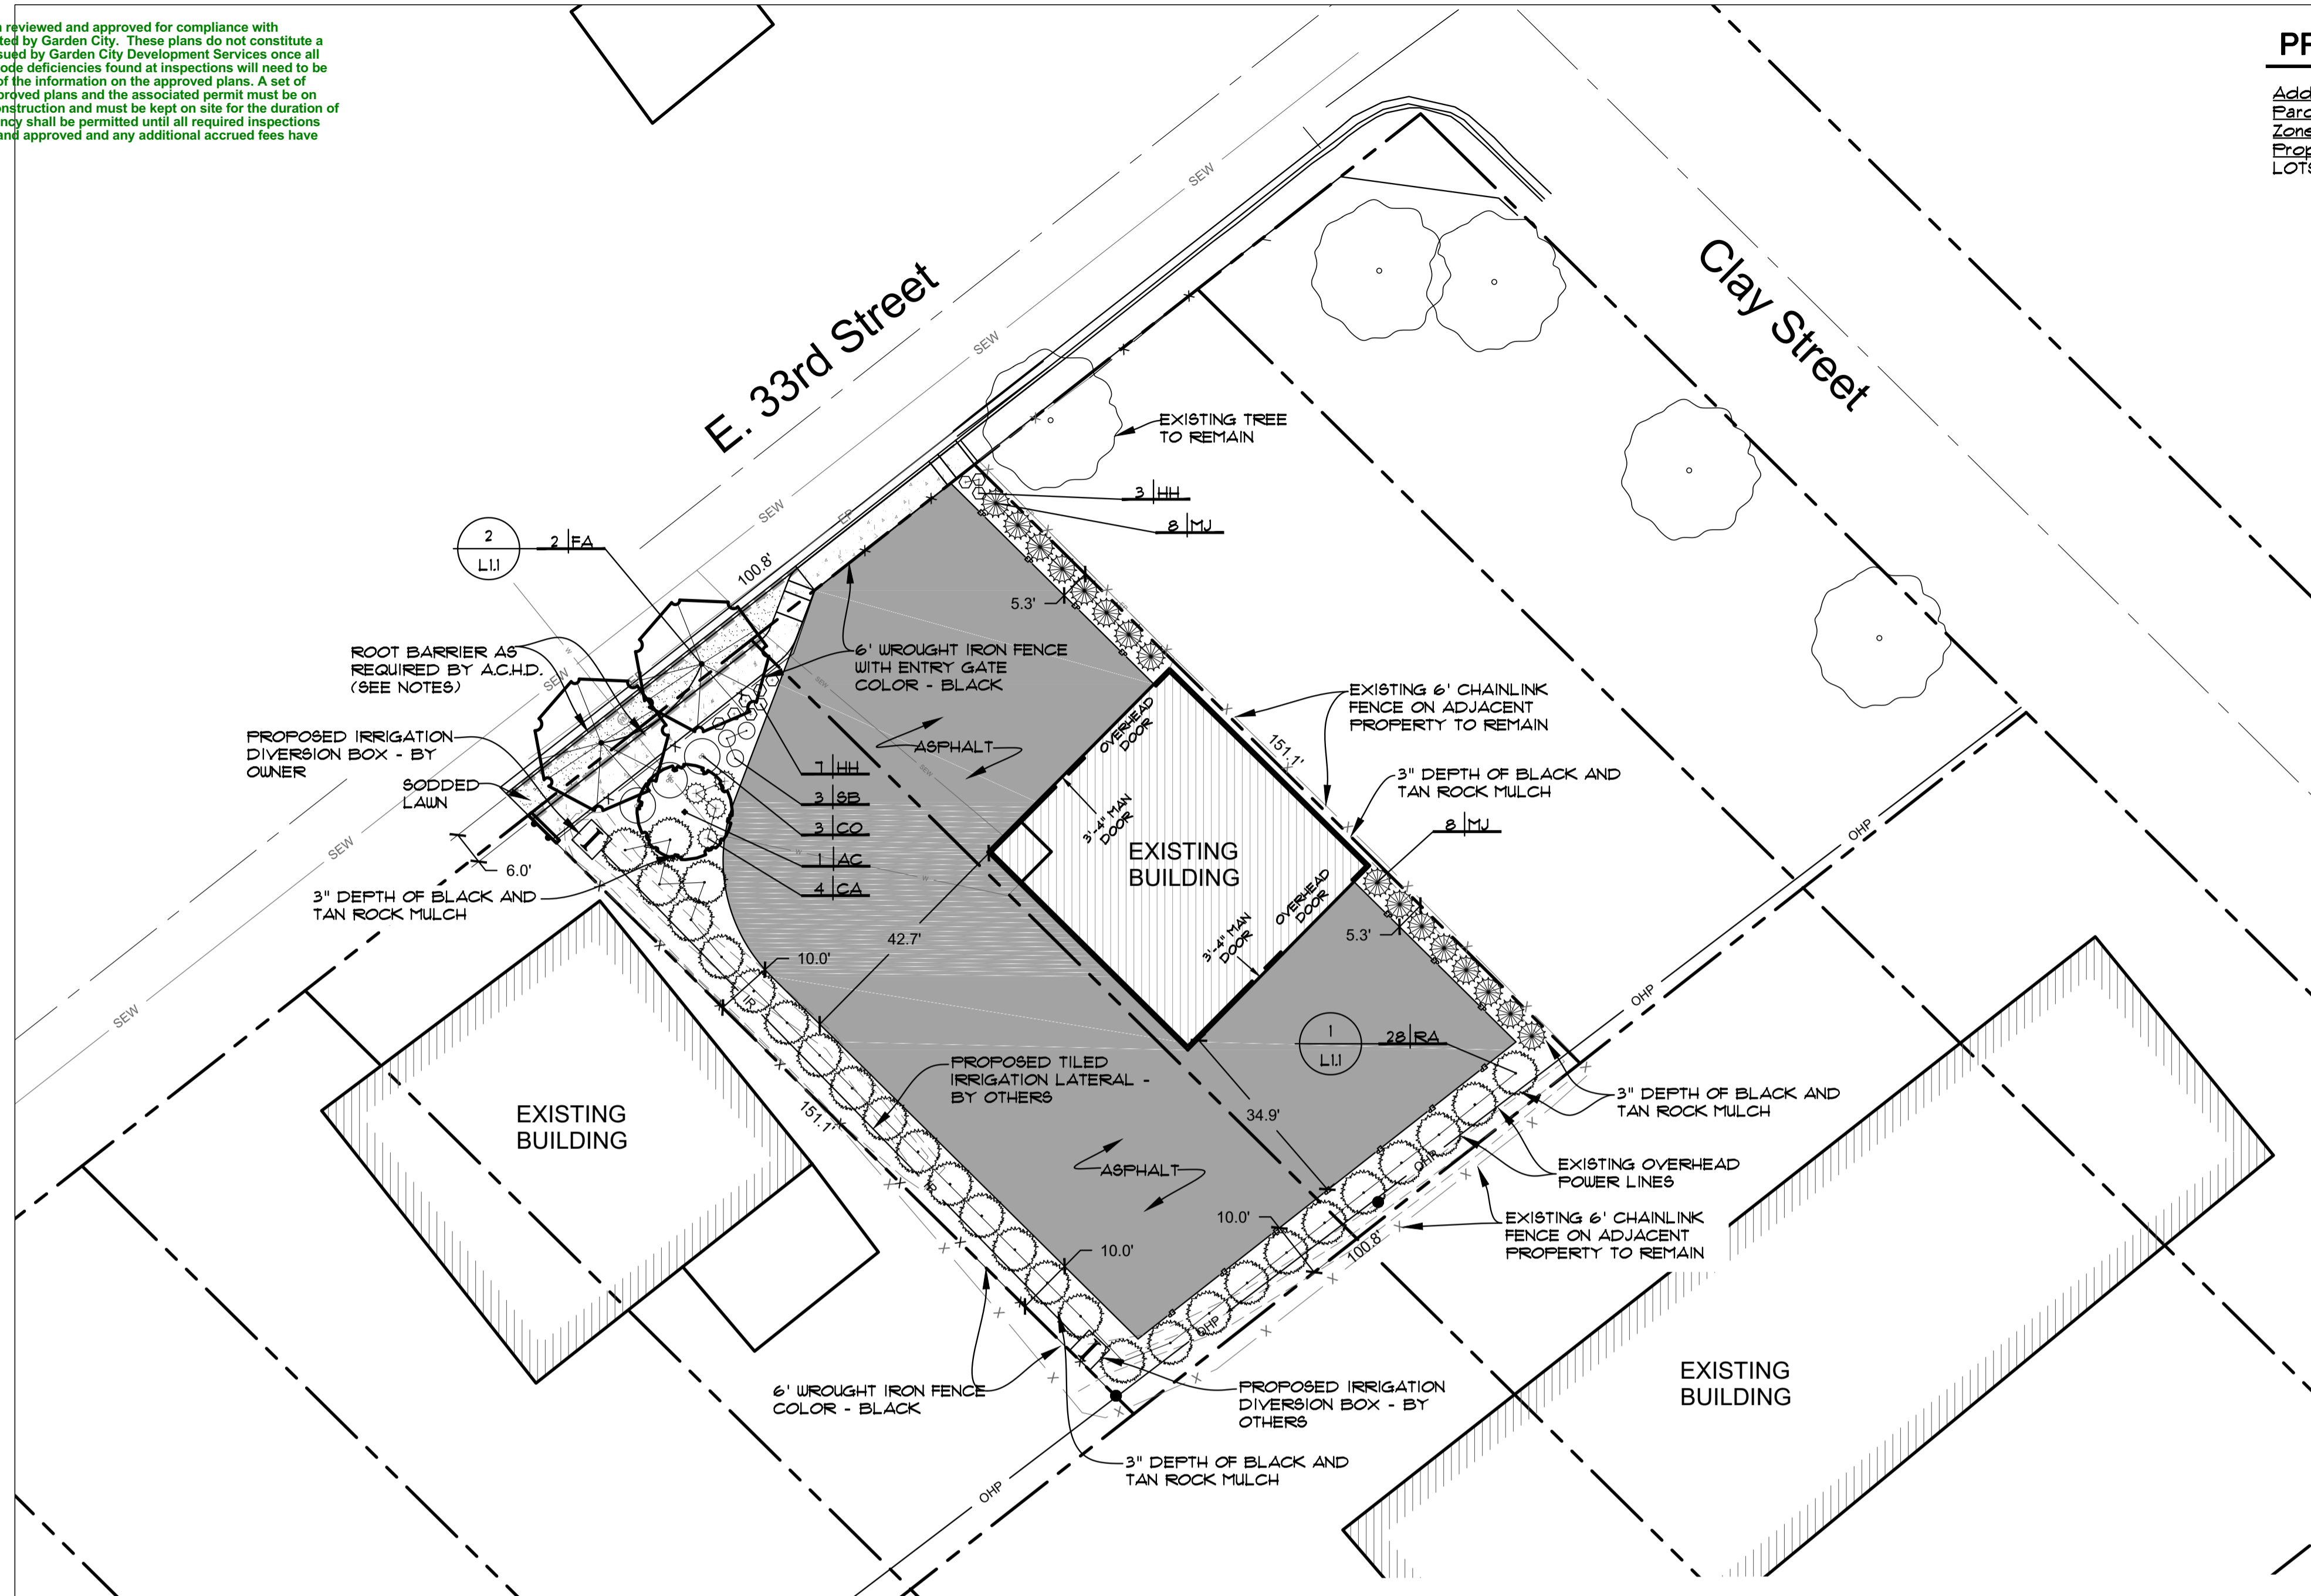 reviewed and approved for compliance with
ted by Garden City. These plans do not constitute a
sued by Garden City Development Services once all
ode deficiencies found at inspections will need to be
of the information on the approved plans. A set of
proved plans and the associated permit must be on
onstruction and must be kept on site for the duration of
ncy shall be permitted until all required inspections
and approved and any additional accrued fees have
PR
Add
Parc
Zone
Prop
LOTS
SEW
E. 33rd Street
Clay Street
SEW
EXISTING TREE
TO REMAIN
3 HH
8 MJ
SEW
EP
2
L1.1
2 FA
100.8'
5.3'
ROOT BARRIER AS
REQUIRED BY A.C.H.D.
(SEE NOTES)
SEW
6' WROUGHT IRON FENCE
WITH ENTRY GATE
COLOR - BLACK
EXISTING 6' CHAINLINK
FENCE ON ADJACENT
PROPERTY TO REMAIN
PROPOSED IRRIGATION
DIVERSION BOX - BY
OWNER
SODDED
LAWN
ASPHALT
OVERHEAD
DOOR
151.1'
3" DEPTH OF BLACK AND
TAN ROCK MULCH
7 HH
3 SB
3 CO
1 AC
4 CA
3'-4" MAN
DOOR
8 MJ
OHP
SEW
6.0'
EXISTING
BUILDING
3" DEPTH OF BLACK AND
TAN ROCK MULCH
OVERHEAD
DOOR
3'-4" MAN
DOOR
5.3'
42.7'
10.0'
IR
OHP
SEW
1
L1.1
28 RA
PROPOSED TILED
IRRIGATION LATERAL -
BY OTHERS
3" DEPTH OF BLACK AND
TAN ROCK MULCH
EXISTING
BUILDING
151.1'
34.9'
OHP
EXISTING OVERHEAD
POWER LINES
ASPHALT
IR
10.0'
EXISTING 6' CHAINLINK
FENCE ON ADJACENT
PROPERTY TO REMAIN
100.8'
10.0'
OHP
EXISTING
BUILDING
6' WROUGHT IRON FENCE
COLOR - BLACK
PROPOSED IRRIGATION
DIVERSION BOX - BY
OTHERS
3" DEPTH OF BLACK AND
TAN ROCK MULCH
OHP